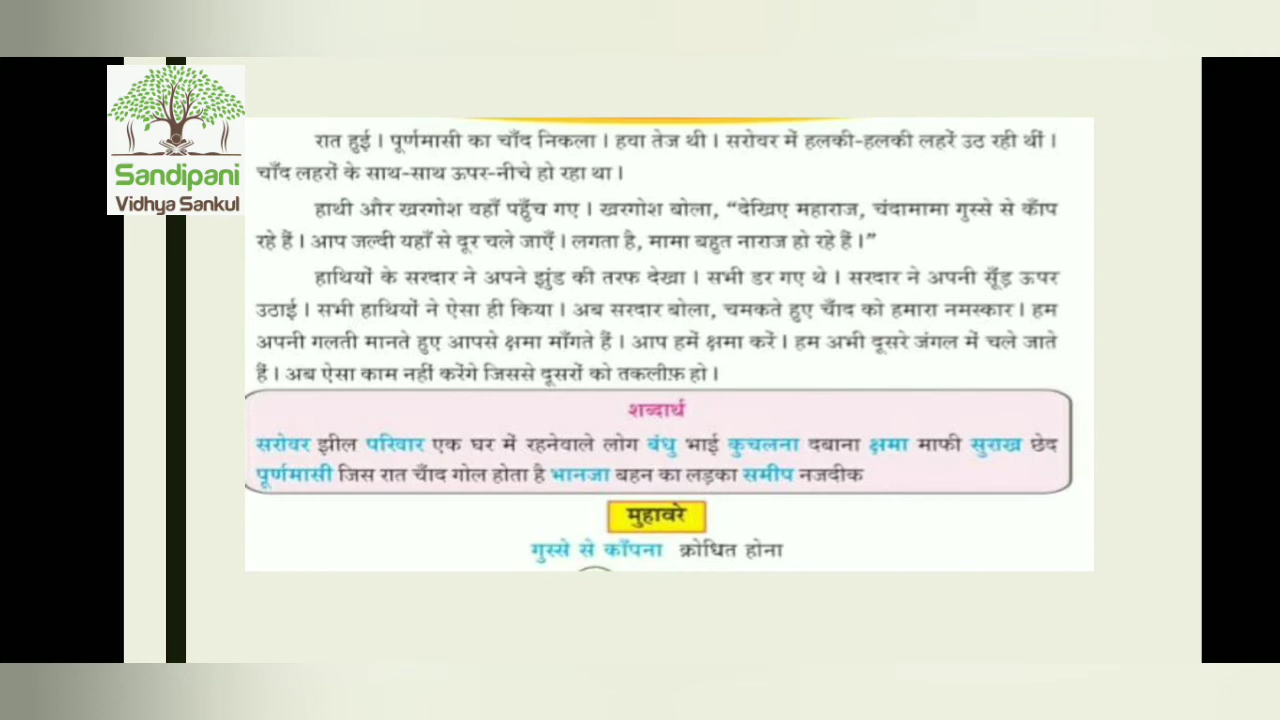 Sandipani
Vidhya Sankul
रात हुई । पूर्णमासी का चाँद निकला । हवा तेज थी । सरोवर में हलकी-हलकी लहरें उठ रही थीं ।
चाँद लहरों के साथ-साथ ऊपर-नीचे हो रहा था ।
हाथी और खरगोश वहाँ पहुँच गए । खरगोश बोला, “देखिए महाराज, चंदामामा गुस्से से काँप
रहे हैं । आप जल्दी यहाँ से दूर चले जाएँ । लगता है, मामा बहुत नाराज हो रहे हैं ।”
हाथियों के सरदार ने अपने झुंड की तरफ देखा । सभी डर गए थे । सरदार ने अपनी सूँड़ ऊपर
उठाई । सभी हाथियों ने ऐसा ही किया । अब सरदार बोला, चमकते हुए चाँद को हमारा नमस्कार । हम
अपनी गलती मानते हुए आपसे क्षमा माँगते हैं । आप हमें क्षमा करें । हम अभी दूसरे जंगल में चले जाते
हैं । अब ऐसा काम नहीं करेंगे जिससे दूसरों को तकलीफ़ हो ।
शब्दार्थ
सरोवर झील परिवार एक घर में रहनेवाले लोग बंधु भाई कुचलना दबाना क्षमा माफी सुराख छेद
पूर्णमासी जिस रात चाँद गोल होता है भानजा बहन का लड़का समीप नजदीक
मुहावरे
गुस्से से काँपना क्रोधित होना